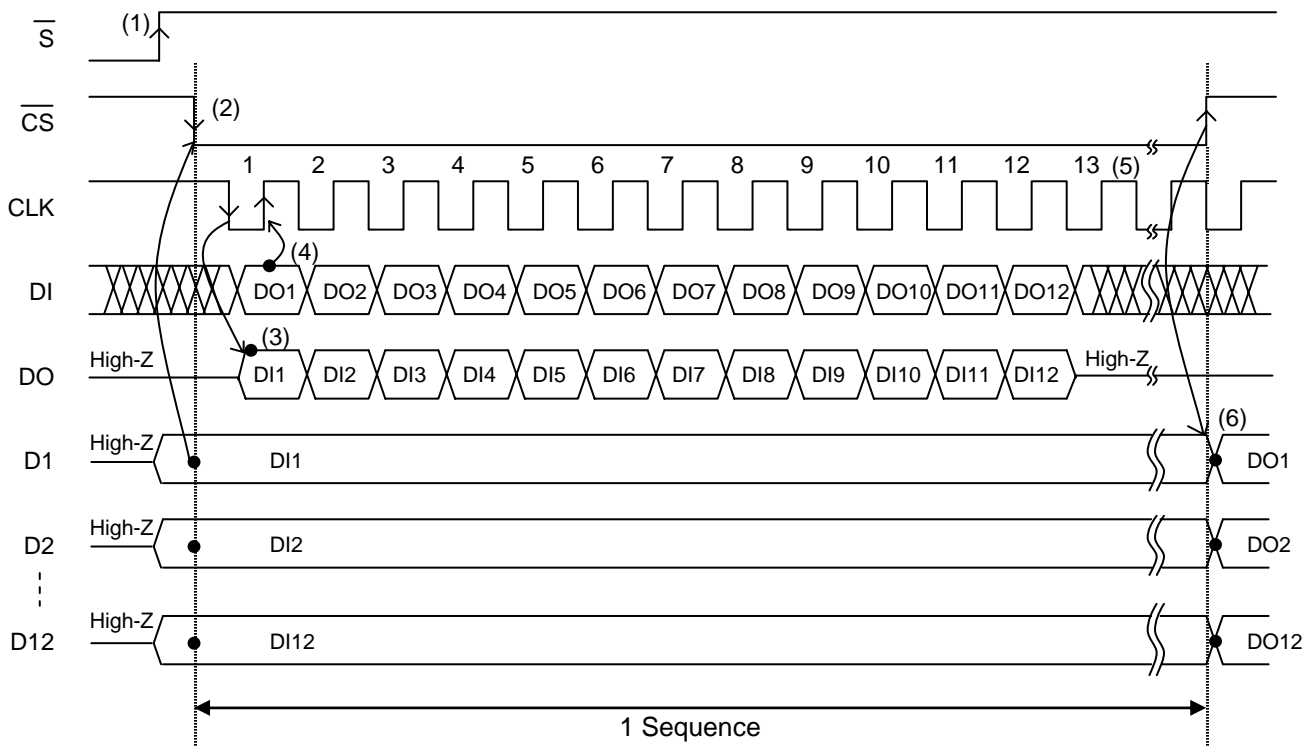 S (1)
CS (2)
1 2 3 4 5 6 7 8 9 10 11 12 13 (5)
CLK
(4)
DI DO1 DO2 DO3 DO4 DO5 DO6 DO7 DO8 DO9 DO10 DO11 DO12
(3)
DO High-Z DI1 DI2 DI3 DI4 DI5 DI6 DI7 DI8 DI9 DI10 DI11 DI12 High-Z
(6)
D1 High-Z DI1 DO1
D2 High-Z DI2 DO2
D12 High-Z DI12 DO12
1 Sequence